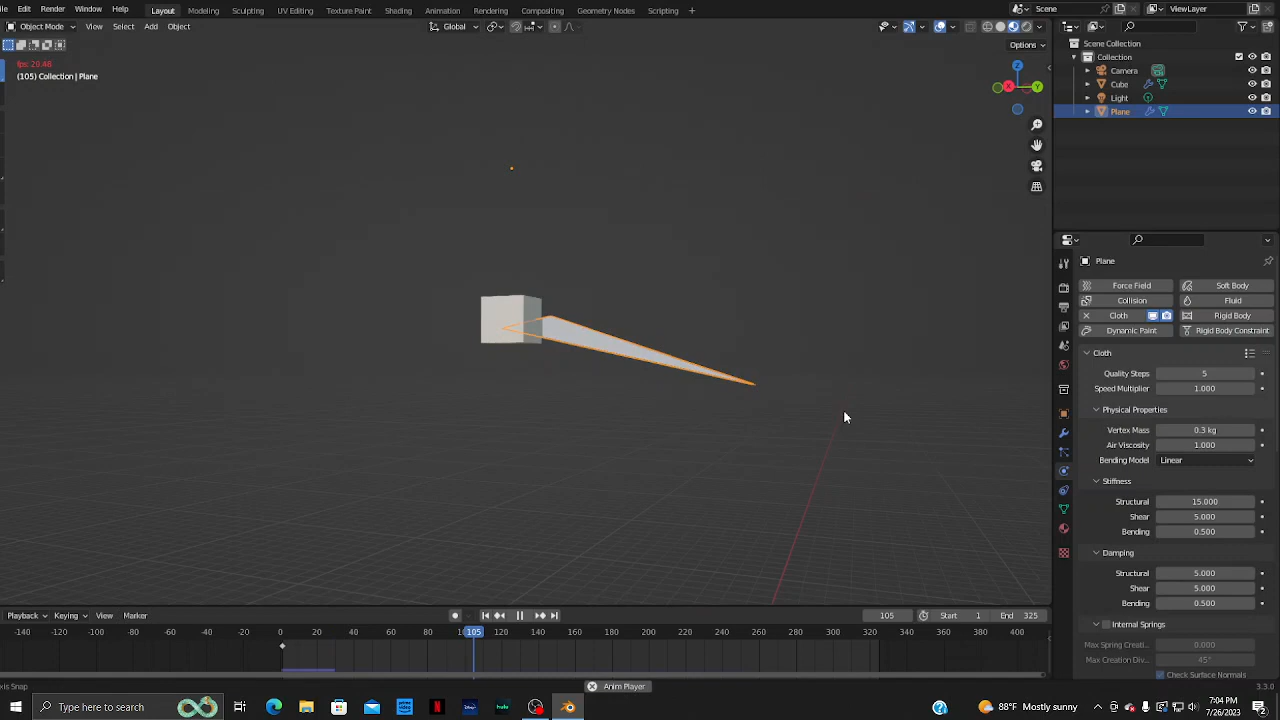 Edit Render Window Help Layout Modeling Sculpting UV Editing Texture Paint Shading Animation Rendering Compositing Geometry Nodes Scripting + Scene ViewLayer
Object Mode View Select Add Object Global
Options
fps: 20.46
(105) Collection | Plane
Z
X
Y
Scene Collection
Collection
Camera
Cube
Light
Plane
Plane
Force Field Soft Body
Collision Fluid
Cloth Rigid Body
Dynamic Paint Rigid Body Constraint
Cloth
Quality Steps 5
Speed Multiplier 1.000
Physical Properties
Vertex Mass 0.3 kg
Air Viscosity 1.000
Bending Model Linear
Stiffness
Structural 15.000
Shear 5.000
Bending 0.500
Damping
Structural 5.000
Shear 5.000
Bending 0.500
Internal Springs
Max Spring Creati... 0.000
Max Creation Div... 45°
Check Surface Normals
Playback Keying View Marker 105 Start 1 End 325
-140 -120 -100 -80 -60 -40 -20 0 20 40 60 80 105 120 140 160 180 200 220 240 260 280 300 320 340 360 380 400
xis Snap Anim Player 3.3.0
Type here to search
hulu
88°F Mostly sunny
7:04 PM
7/26/2023